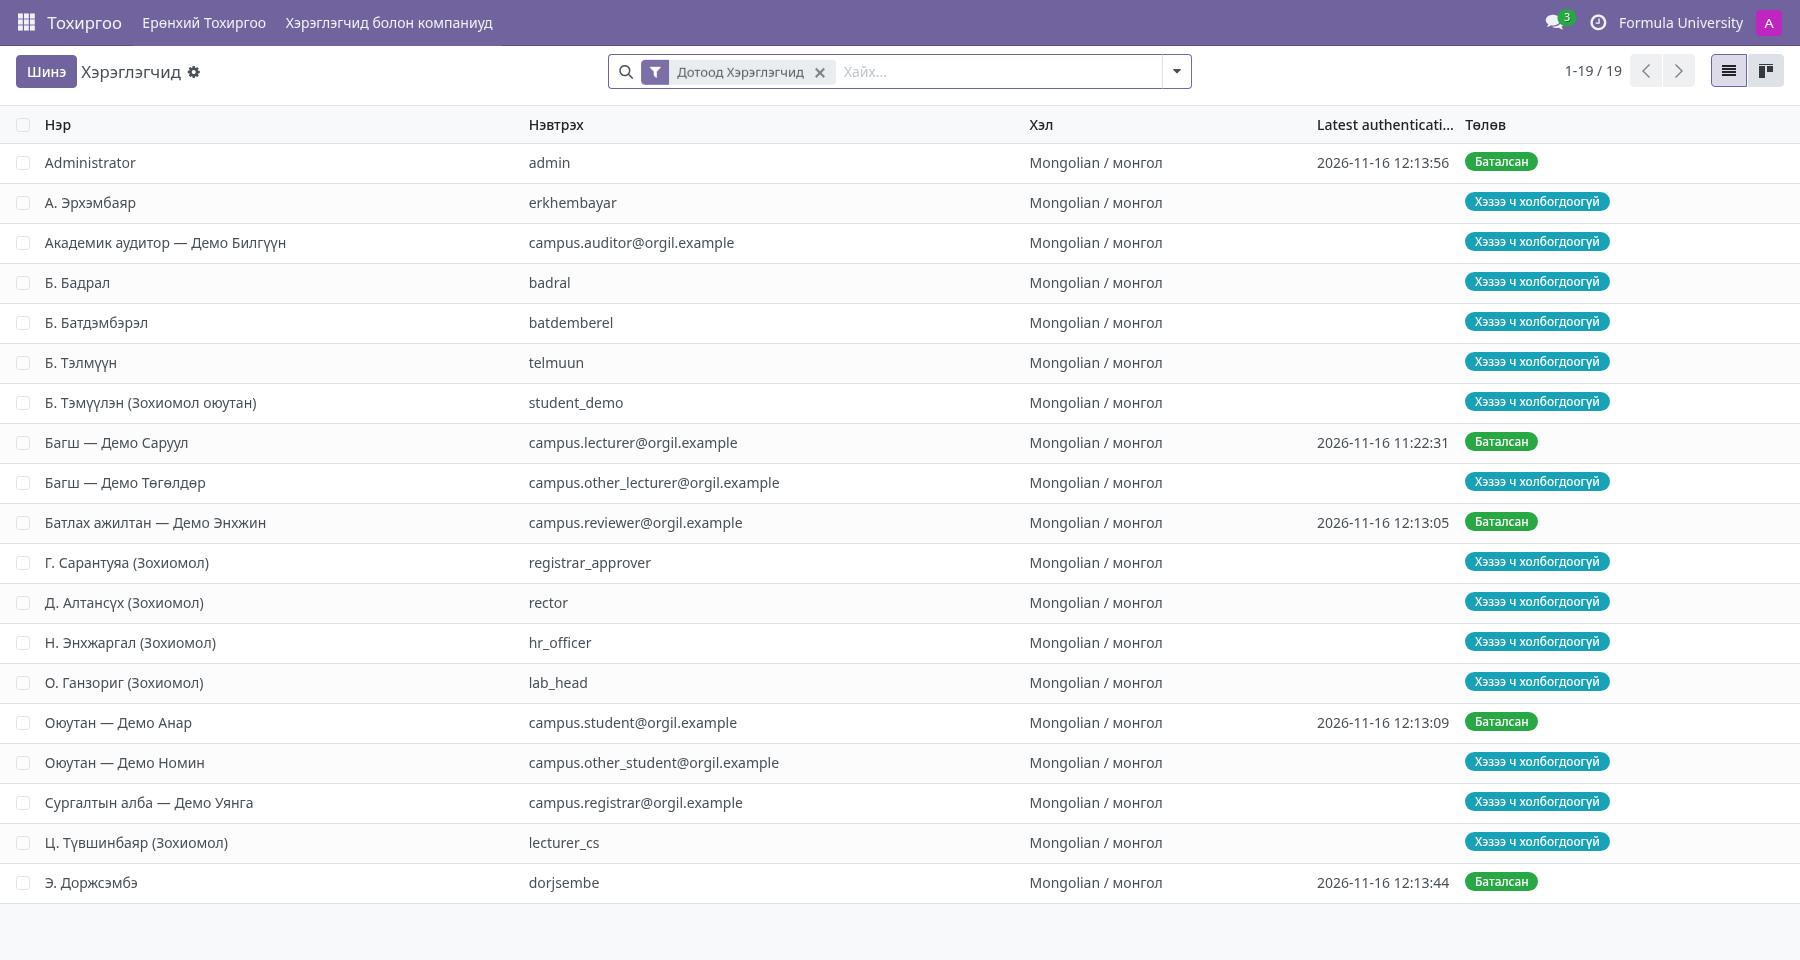 Тохиргоо Ерөнхий Тохиргоо Хэрэглэгчид болон компаниуд 3 Formula University A
Шинэ Хэрэглэгчид Дотоод Хэрэглэгчид Хайх... 1-19 / 19
Нэр Нэвтрэх Хэл Latest authenticati... Төлөв
Administrator admin Mongolian / монгол 2026-11-16 12:13:56 Баталсан
А. Эрхэмбаяр erkhembayar Mongolian / монгол Хэзээ ч холбогдоогүй
Академик аудитор — Демо Билгүүн campus.auditor@orgil.example Mongolian / монгол Хэзээ ч холбогдоогүй
Б. Бадрал badral Mongolian / монгол Хэзээ ч холбогдоогүй
Б. Батдэмбэрэл batdemberel Mongolian / монгол Хэзээ ч холбогдоогүй
Б. Тэлмүүн telmuun Mongolian / монгол Хэзээ ч холбогдоогүй
Б. Тэмүүлэн (Зохиомол оюутан) student_demo Mongolian / монгол Хэзээ ч холбогдоогүй
Багш — Демо Саруул campus.lecturer@orgil.example Mongolian / монгол 2026-11-16 11:22:31 Баталсан
Багш — Демо Төгөлдөр campus.other_lecturer@orgil.example Mongolian / монгол Хэзээ ч холбогдоогүй
Батлах ажилтан — Демо Энхжин campus.reviewer@orgil.example Mongolian / монгол 2026-11-16 12:13:05 Баталсан
Г. Сарантуяа (Зохиомол) registrar_approver Mongolian / монгол Хэзээ ч холбогдоогүй
Д. Алтансүх (Зохиомол) rector Mongolian / монгол Хэзээ ч холбогдоогүй
Н. Энхжаргал (Зохиомол) hr_officer Mongolian / монгол Хэзээ ч холбогдоогүй
О. Ганзориг (Зохиомол) lab_head Mongolian / монгол Хэзээ ч холбогдоогүй
Оюутан — Демо Анар campus.student@orgil.example Mongolian / монгол 2026-11-16 12:13:09 Баталсан
Оюутан — Демо Номин campus.other_student@orgil.example Mongolian / монгол Хэзээ ч холбогдоогүй
Сургалтын алба — Демо Уянга campus.registrar@orgil.example Mongolian / монгол Хэзээ ч холбогдоогүй
Ц. Түвшинбаяр (Зохиомол) lecturer_cs Mongolian / монгол Хэзээ ч холбогдоогүй
Э. Доржсэмбэ dorjsembe Mongolian / монгол 2026-11-16 12:13:44 Баталсан